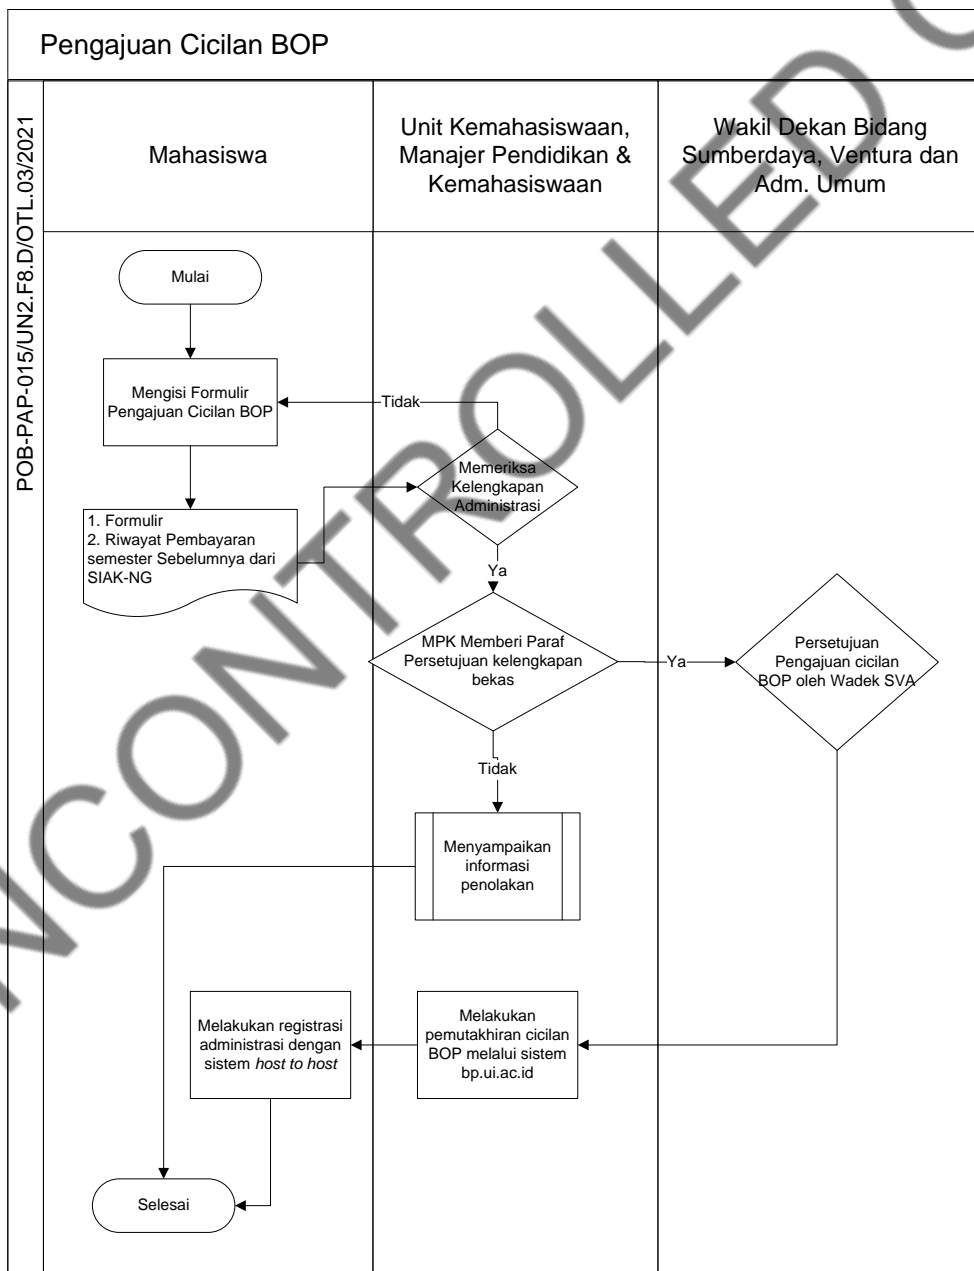 Pengajuan Cicilan BOP
POB-PAP-015/UN2.F8.D/OTL.03/2021
Mahasiswa
Unit Kemahasiswaan,
Manajer Pendidikan &
Kemahasiswaan
Wakil Dekan Bidang
Sumberdaya, Ventura dan
Adm. Umum
Mulai
Mengisi Formulir
Pengajuan Cicilan BOP
Tidak
Memeriksa
Kelengkapan
Administrasi
1. Formulir
2. Riwayat Pembayaran
semester Sebelumnya dari
SIAK-NG
Ya
MPK Memberi Paraf
Persetujuan kelengkapan
bekas
Ya
Persetujuan
Pengajuan cicilan
BOP oleh Wadek SVA
Tidak
Menyampaikan
informasi
penolakan
Melakukan registrasi
administrasi dengan
sistem host to host
Melakukan
pemutakhiran cicilan
BOP melalui sistem
bp.ui.ac.id
Selesai
NCONTROLLED C